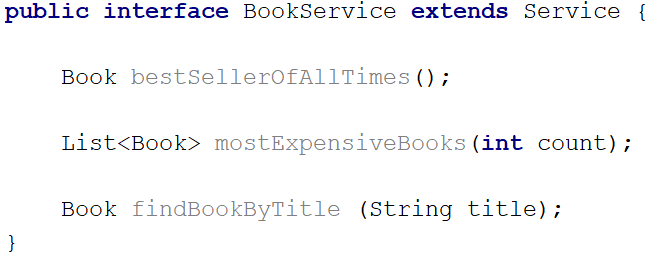 public interface BookService extends Service {
    Book bestSellerOfAllTimes();
    List<Book> mostExpensiveBooks(int count);
    Book findBookByTitle (String title);
}